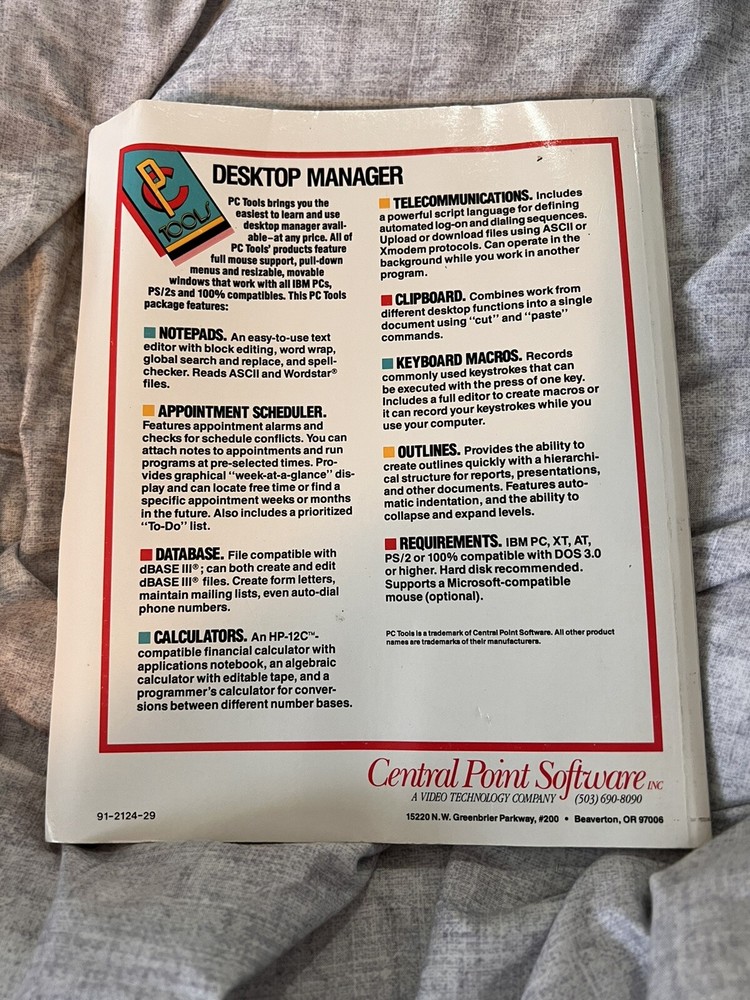 PC
TOOLS
DESKTOP MANAGER
PC Tools brings you the
easiest to learn and use
desktop manager avail-
able–at any price. All of
PC Tools' products feature
full mouse support, pull-down
menus and resizable, movable
windows that work with all IBM PCs,
PS/2s and 100% compatibles. This PC Tools
package features:
NOTEPADS. An easy-to-use text
editor with block editing, word wrap,
global search and replace, and spell-
checker. Reads ASCII and Wordstar®
files.
APPOINTMENT SCHEDULER.
Features appointment alarms and
checks for schedule conflicts. You can
attach notes to appointments and run
programs at pre-selected times. Pro-
vides graphical "week-at-a-glance" dis-
play and can locate free time or find a
specific appointment weeks or months
in the future. Also includes a prioritized
"To-Do" list.
DATABASE. File compatible with
dBASE III®; can both create and edit
dBASE III® files. Create form letters,
maintain mailing lists, even auto-dial
phone numbers.
CALCULATORS. An HP-12C™-
compatible financial calculator with
applications notebook, an algebraic
calculator with editable tape, and a
programmer's calculator for conver-
sions between different number bases.
TELECOMMUNICATIONS. Includes
a powerful script language for defining
automated log-on and dialing sequences.
Upload or download files using ASCII or
Xmodem protocols. Can operate in the
background while you work in another
program.
CLIPBOARD. Combines work from
different desktop functions into a single
document using "cut" and "paste"
commands.
KEYBOARD MACROS. Records
commonly used keystrokes that can
be executed with the press of one key.
Includes a full editor to create macros or
it can record your keystrokes while you
use your computer.
OUTLINES. Provides the ability to
create outlines quickly with a hierarchi-
cal structure for reports, presentations,
and other documents. Features auto-
matic indentation, and the ability to
collapse and expand levels.
REQUIREMENTS. IBM PC, XT, AT,
PS/2 or 100% compatible with DOS 3.0
or higher. Hard disk recommended.
Supports a Microsoft-compatible
mouse (optional).
PC Tools is a trademark of Central Point Software. All other product
names are trademarks of their manufacturers.
Central Point Software INC
A VIDEO TECHNOLOGY COMPANY (503) 690-8090
91-2124-29
15220 N.W. Greenbrier Parkway, #200 • Beaverton, OR 97006